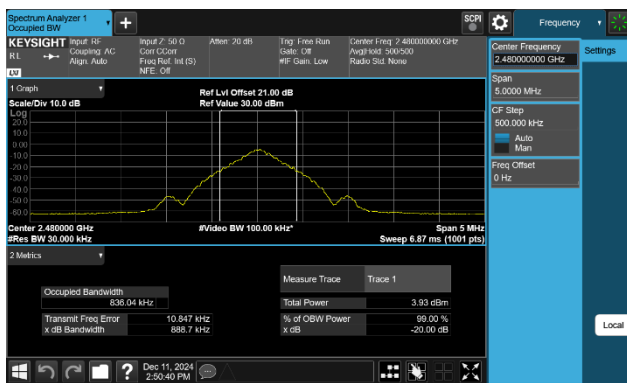 Spectrum Analyzer 1
Occupied BW
+
SCPI
Frequency
KEYSIGHT
Input: RF
Input Z: 50 Ω
Atten: 20 dB
Trig: Free Run
Center Freq: 2.480000000 GHz
RL
Coupling: AC
Corr CCorr
Gate: Off
Avg|Hold: 500/500
Align: Auto
Freq Ref: Int (S)
#IF Gain: Low
Radio Std: None
NFE: Off
LXI
Center Frequency
2.480000000 GHz
Settings
Span
5.0000 MHz
CF Step
500.000 kHz
Auto
Man
Freq Offset
0 Hz
Local
1 Graph
Ref Lvl Offset 21.00 dB
Scale/Div 10.0 dB
Ref Value 30.00 dBm
Log
20.0
10.0
0.00
-10.0
-20.0
-30.0
-40.0
-50.0
-60.0
Center 2.480000 GHz
#Video BW 100.00 kHz*
Span 5 MHz
#Res BW 30.000 kHz
Sweep 6.87 ms (1001 pts)
2 Metrics
Measure Trace
Trace 1
Occupied Bandwidth
836.04 kHz
Total Power
3.93 dBm
Transmit Freq Error
10.847 kHz
% of OBW Power
99.00 %
x dB Bandwidth
888.7 kHz
x dB
-20.00 dB
?
Dec 11, 2024
2:50:40 PM